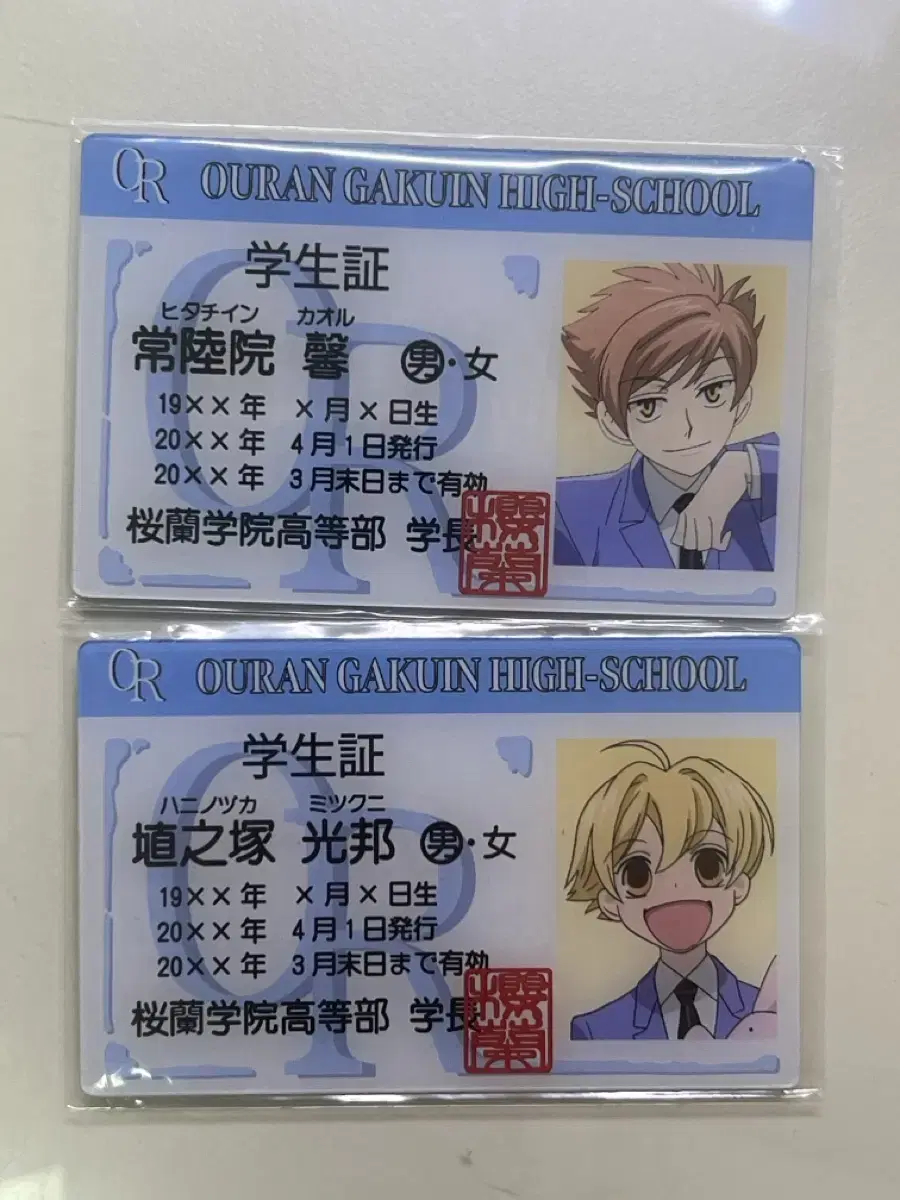 OR OURAN GAKUIN HIGH-SCHOOL
学生証
ヒタチイン カオル
常陸院 馨 男・女
19××年 ×月×日生
20××年 4月1日発行
20××年 3月末日まで有効
桜蘭学院高等部 学長
櫻蘭
OR OURAN GAKUIN HIGH-SCHOOL
学生証
ハニノヅカ ミツクニ
埴之塚 光邦 男・女
19××年 ×月×日生
20××年 4月1日発行
20××年 3月末日まで有効
桜蘭学院高等部 学長
櫻蘭